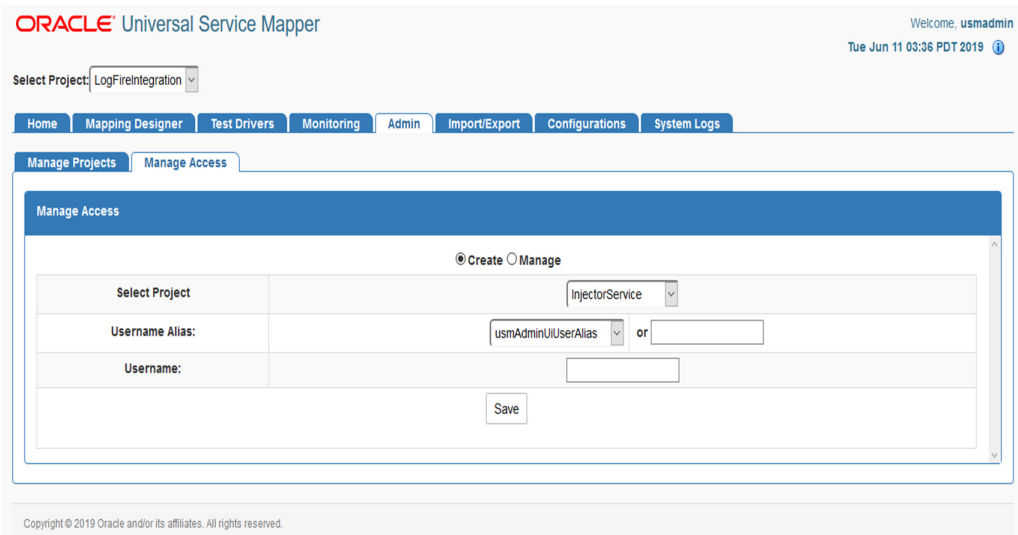 ORACLE® Universal Service Mapper
Welcome, usmadmin
Tue Jun 11 03:36 PDT 2019
Select Project: LogFireIntegration
Home Mapping Designer Test Drivers Monitoring Admin Import/Export Configurations System Logs
Manage Projects Manage Access
Manage Access
Create Manage
Select Project InjectorService
Username Alias: usmAdminUiUserAlias or
Username:
Save
Copyright © 2019 Oracle and/or its affiliates. All rights reserved.